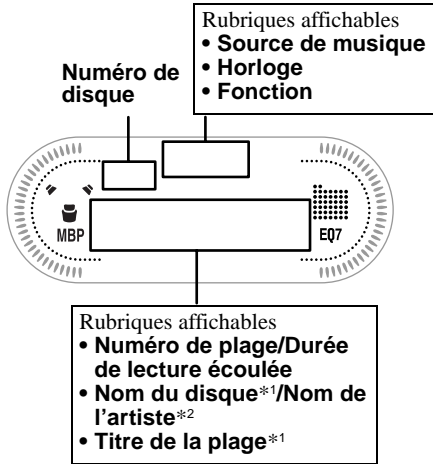 Rubriques affichables
• Source de musique
• Horloge
• Fonction
Numéro de
disque
MBP
EQ7
Rubriques affichables
• Numéro de plage/Durée
de lecture écoulée
• Nom du disque*1/Nom de
l'artiste*2
• Titre de la plage*1